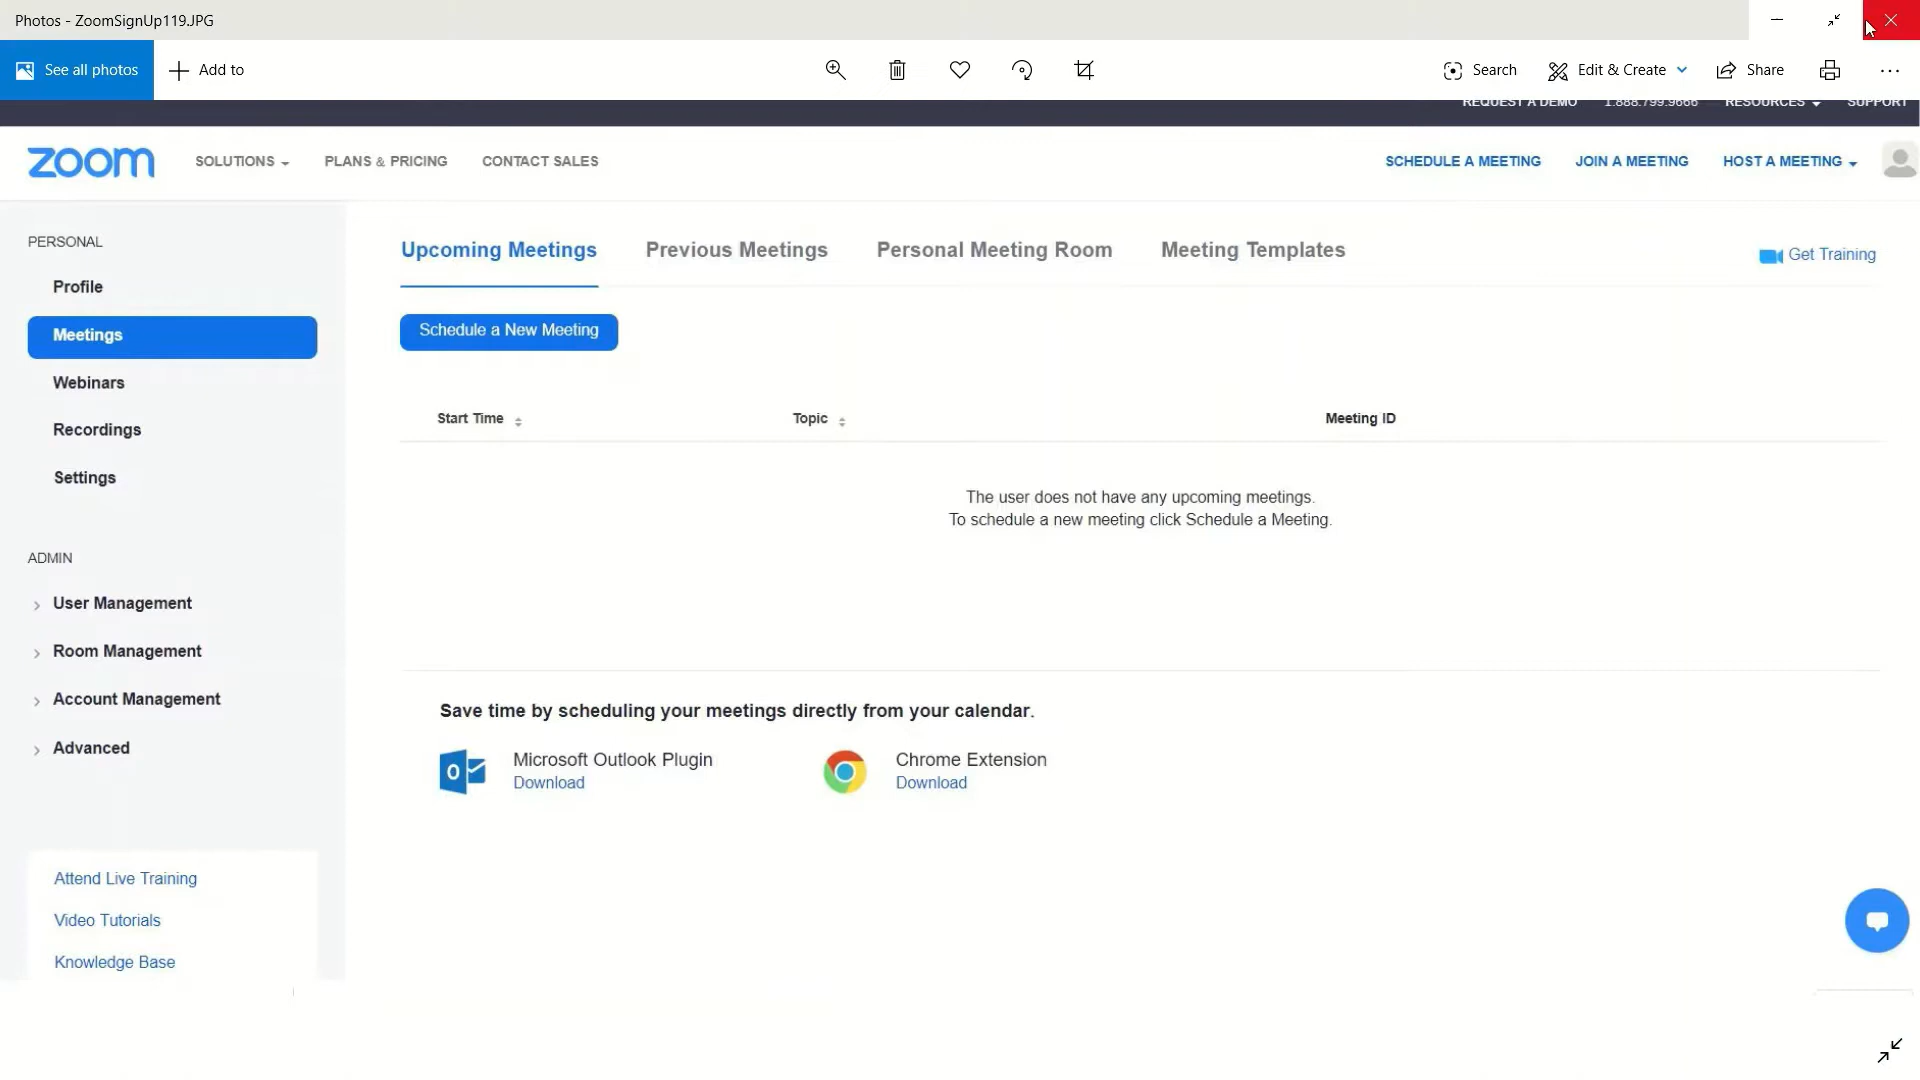 Photos - ZoomSignUp119.JPG
See all photos
Add to
Search
Edit & Create
Share
REQUEST A DEMO 1.888.799.9666 RESOURCES SUPPORT
zoom
SOLUTIONS
PLANS & PRICING
CONTACT SALES
SCHEDULE A MEETING
JOIN A MEETING
HOST A MEETING
PERSONAL
Profile
Meetings
Webinars
Recordings
Settings
ADMIN
User Management
Room Management
Account Management
Advanced
Attend Live Training
Video Tutorials
Knowledge Base
Upcoming Meetings
Previous Meetings
Personal Meeting Room
Meeting Templates
Get Training
Schedule a New Meeting
Start Time
Topic
Meeting ID
The user does not have any upcoming meetings.
To schedule a new meeting click Schedule a Meeting.
Save time by scheduling your meetings directly from your calendar.
Microsoft Outlook Plugin
Download
Chrome Extension
Download